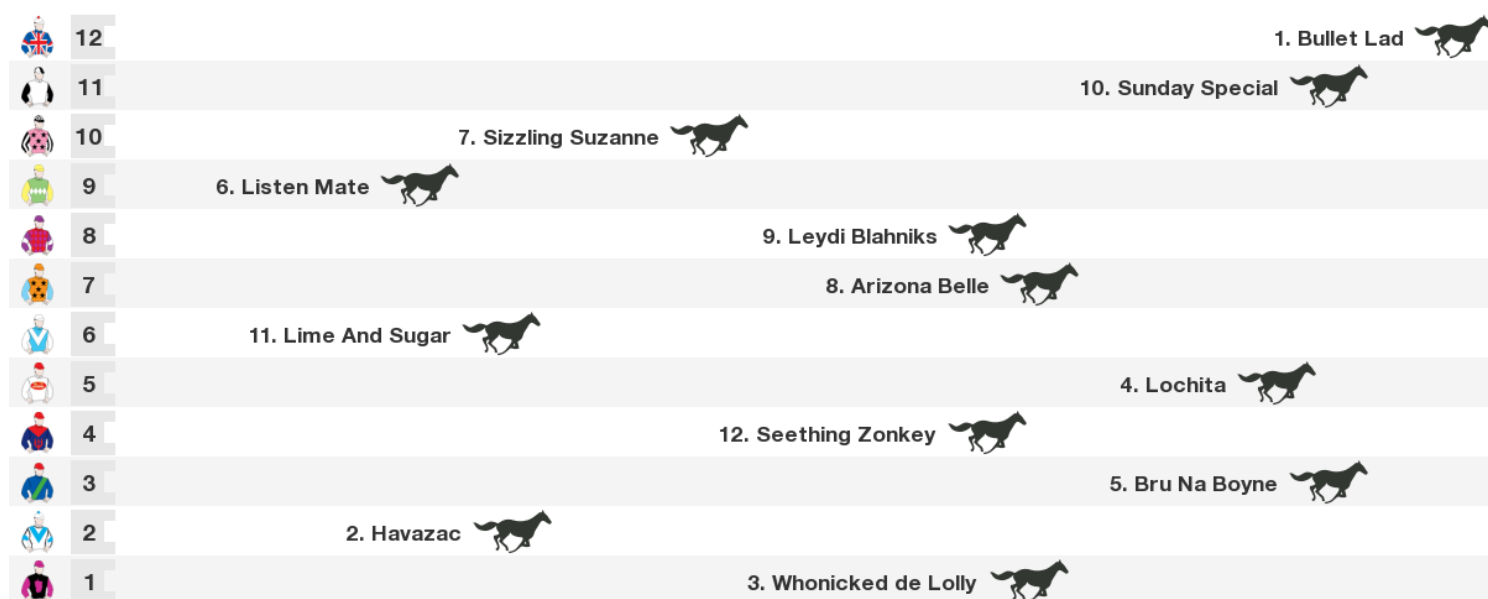 12 1. Bullet Lad
11 10. Sunday Special
10 7. Sizzling Suzanne
9 6. Listen Mate
8 9. Leydi Blahniks
7 8. Arizona Belle
6 11. Lime And Sugar
5 4. Lochita
4 12. Seething Zonkey
3 5. Bru Na Boyne
2 2. Havazac
1 3. Whonicked de Lolly